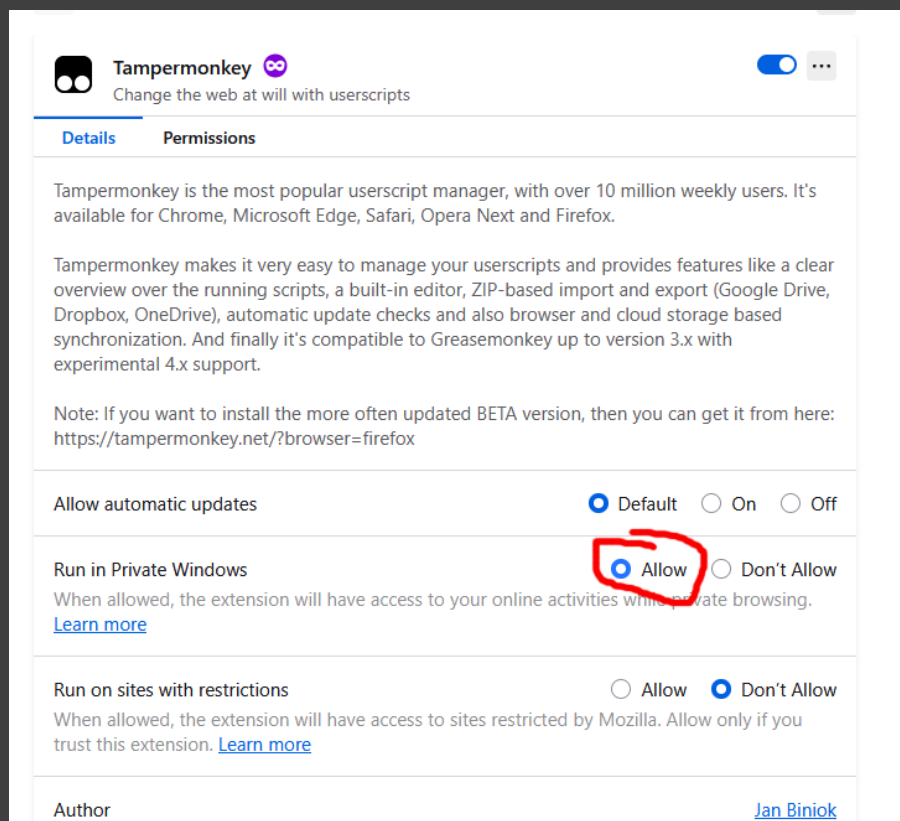 Tampermonkey
Change the web at will with userscripts
Details Permissions
Tampermonkey is the most popular userscript manager, with over 10 million weekly users. It's
available for Chrome, Microsoft Edge, Safari, Opera Next and Firefox.
Tampermonkey makes it very easy to manage your userscripts and provides features like a clear
overview over the running scripts, a built-in editor, ZIP-based import and export (Google Drive,
Dropbox, OneDrive), automatic update checks and also browser and cloud storage based
synchronization. And finally it's compatible to Greasemonkey up to version 3.x with
experimental 4.x support.
Note: If you want to install the more often updated BETA version, then you can get it from here:
https://tampermonkey.net/?browser=firefox
Allow automatic updates Default On Off
Run in Private Windows Allow Don't Allow
When allowed, the extension will have access to your online activities while private browsing.
Learn more
Run on sites with restrictions Allow Don't Allow
When allowed, the extension will have access to sites restricted by Mozilla. Allow only if you
trust this extension. Learn more
Author Jan Biniok